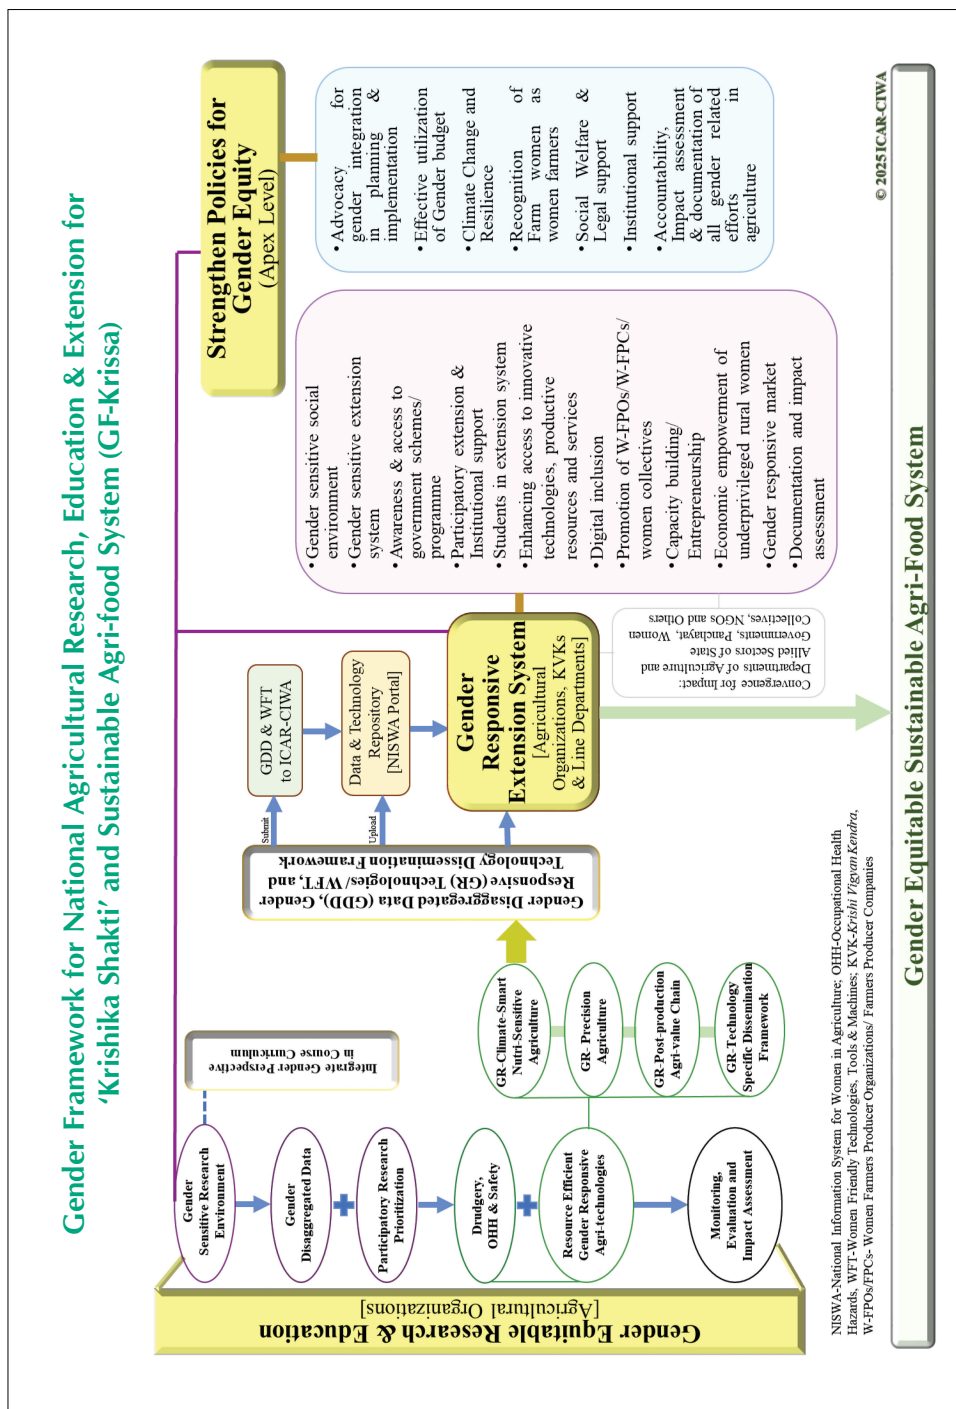 Gender Framework for National Agricultural Research, Education & Extension for
‘Krishika Shakti’ and Sustainable Agri-food System (GF-Krissa)
Gender Equitable Research & Education
[Agricultural Organizations]
Gender
Sensitive Research
Environment
Integrate Gender Perspective
in Course Curriculum
Gender
Disaggregated Data
Participatory Research
Prioritization
Drudgery,
OHH & Safety
Resource Efficient
Gender Responsive
Agri-technologies
Monitoring,
Evaluation and
Impact Assessment
GR-Climate-Smart
Nutri-Sensitive
Agriculture
GR- Precision
Agriculture
GR-Post-production
Agri-value Chain
GR-Technology
Specific Dissemination
Framework
Gender Disaggregated Data (GDD), Gender
Responsive (GR) Technologies/ WFT, and
Technology Dissemination Framework
Submit
Upload
GDD & WFT
to ICAR-CIWA
Data & Technology
Repository
[NISWA Portal]
Gender
Responsive
Extension System
[Agricultural
Organizations, KVKs
& Line Departments]
Convergence for Impact:
Departments of Agriculture and
Allied Sectors of State
Governments, Panchayat, Women
Collectives, NGOs and Others
• Gender sensitive social
environment
• Gender sensitive extension
system
• Awareness & access to
government schemes/
programme
• Participatory extension &
Institutional support
• Students in extension system
• Enhancing access to innovative
technologies, productive
resources and services
• Digital inclusion
• Promotion of W-FPOs/W-FPCs/
women collectives
• Capacity building/
Entrepreneurship
• Economic empowerment of
underprivileged rural women
• Gender responsive market
• Documentation and impact
assessment
Strengthen Policies for
Gender Equity
(Apex Level)
• Advocacy for
gender integration
in planning &
implementation
• Effective utilization
of Gender budget
• Climate Change and
Resilience
• Recognition of
Farm women as
women farmers
• Social Welfare &
Legal support
• Institutional support
• Accountability,
Impact assessment
& documentation of
all gender related
efforts in
agriculture
NISWA-National Information System for Women in Agriculture; OHH-Occupational Health
Hazards, WFT-Women Friendly Technologies, Tools & Machines; KVK-Krishi Vigyan Kendra,
W-FPOs/FPCs- Women Farmers Producer Organizations/ Farmers Producer Companies
© 2025 ICAR-CIWA
Gender Equitable Sustainable Agri-Food System